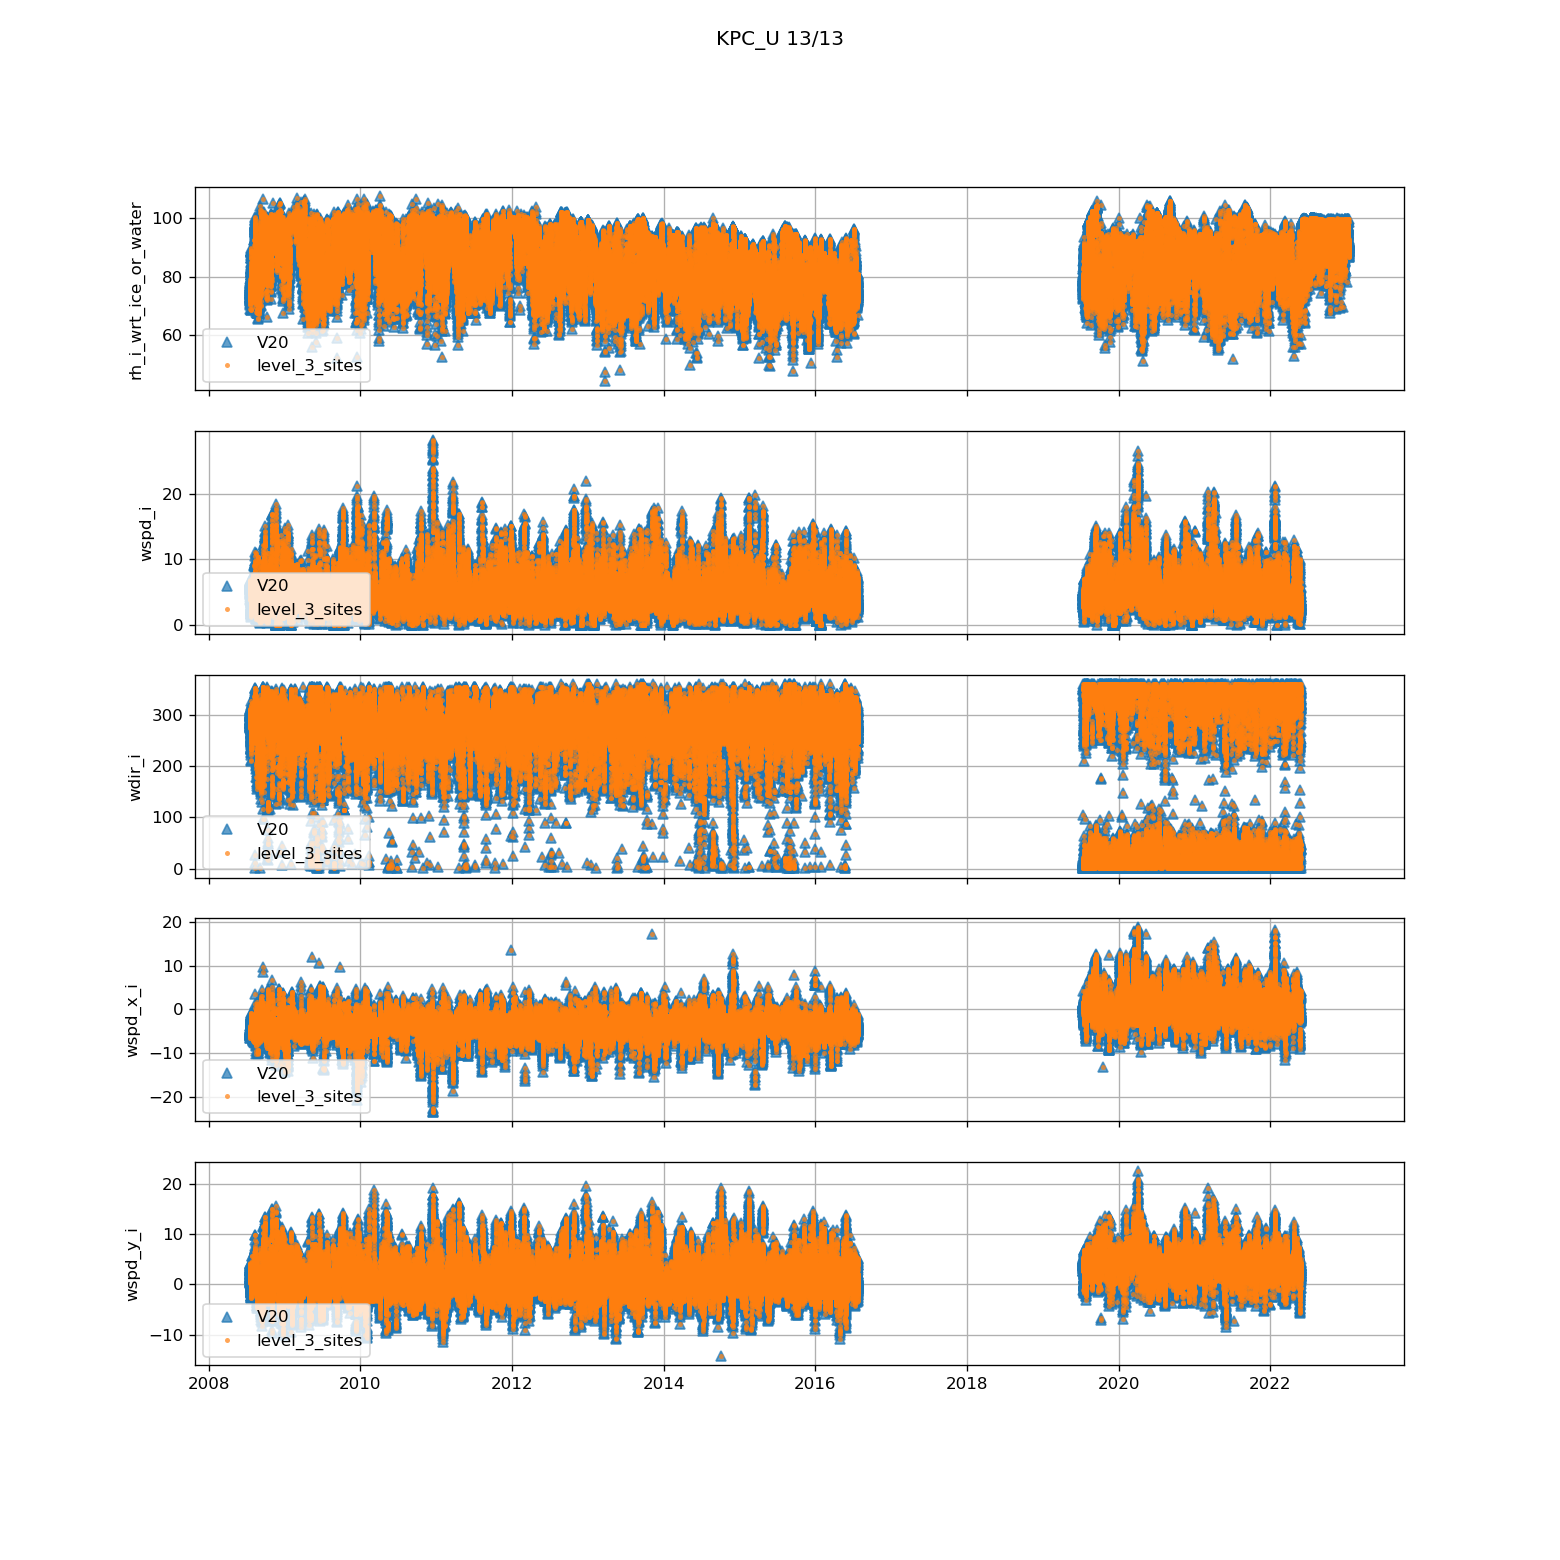 KPC_U 13/13
rh_i_wrt_ice_or_water
100
80
60
V20
level_3_sites
wspd_i
20
10
0
V20
level_3_sites
wdir_i
300
200
100
0
V20
level_3_sites
wspd_x_i
20
10
0
−10
−20
V20
level_3_sites
wspd_y_i
20
10
0
−10
V20
level_3_sites
2008 2010 2012 2014 2016 2018 2020 2022